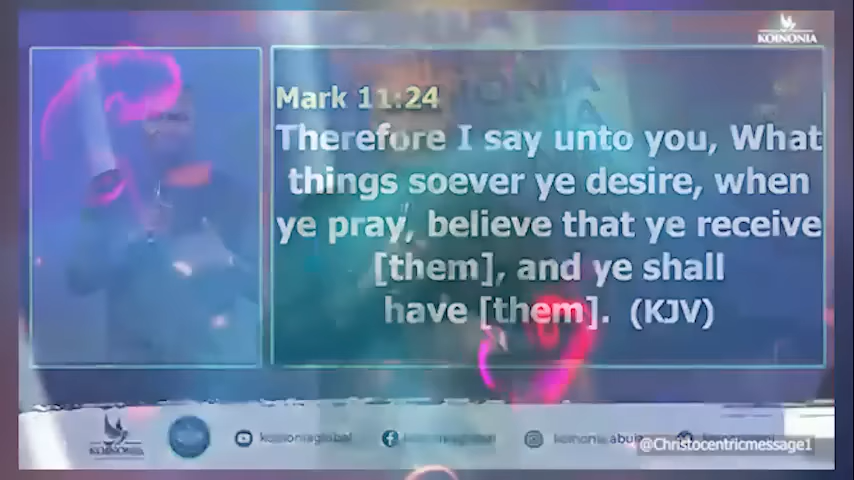 KOINONIA
Mark 11:24
Therefore I say unto you, What
things soever ye desire, when
ye pray, believe that ye receive
[them], and ye shall
have [them]. (KJV)
KOINONIA
koinoniaglobal
koinoniaglobal
koinonia.abuja
@Christocentricmessage1